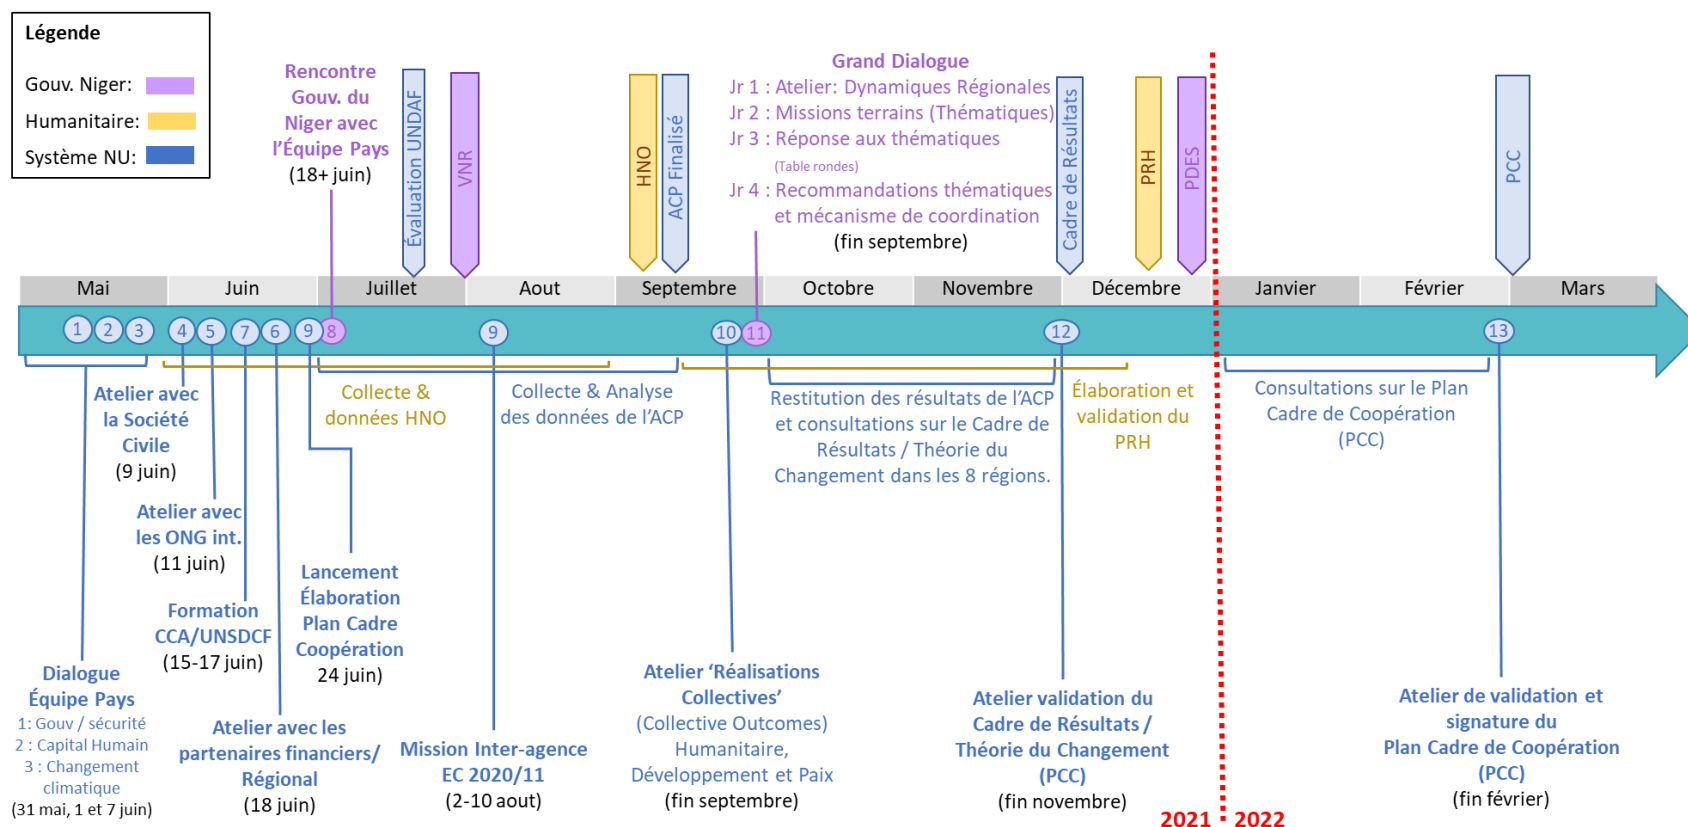 Légende
Gouv. Niger:
Humanitaire:
Système NU:
Rencontre
Gouv. du
Niger avec
l’Équipe Pays
(18+ juin)
Évaluation UNDAF
VNR
HNO
ACP Finalisé
Grand Dialogue
Jr 1 : Atelier: Dynamiques Régionales
Jr 2 : Missions terrains (Thématiques)
Jr 3 : Réponse aux thématiques
(Table rondes)
Jr 4 : Recommandations thématiques
et mécanisme de coordination
(fin septembre)
Cadre de Résultats
PRH
PDES
PCC
Mai
Juin
Juillet
Aout
Septembre
Octobre
Novembre
Décembre
Janvier
Février
Mars
1
2
3
4
5
7
6
9
8
9
10
11
12
13
Atelier avec
la Société
Civile
(9 juin)
Collecte &
données HNO
Collecte & Analyse
des données de l’ACP
Restitution des résultats de l’ACP
et consultations sur le Cadre de
Résultats / Théorie du
Changement dans les 8 régions.
Élaboration et
validation du
PRH
Consultations sur le Plan
Cadre de Coopération
(PCC)
Atelier avec
les ONG int.
(11 juin)
Formation
CCA/UNSDCF
(15-17 juin)
Lancement
Élaboration
Plan Cadre
Coopération
24 juin)
Dialogue
Équipe Pays
1: Gouv / sécurité
2 : Capital Humain
3 : Changement
climatique
(31 mai, 1 et 7 juin)
Atelier avec les
partenaires financiers/
Régional
(18 juin)
Mission Inter-agence
EC 2020/11
(2-10 aout)
Atelier ‘Réalisations
Collectives’
(Collective Outcomes)
Humanitaire,
Développement et Paix
(fin septembre)
Atelier validation du
Cadre de Résultats /
Théorie du Changement
(PCC)
(fin novembre)
Atelier de validation et
signature du
Plan Cadre de Coopération
(PCC)
(fin février)
2021
2022